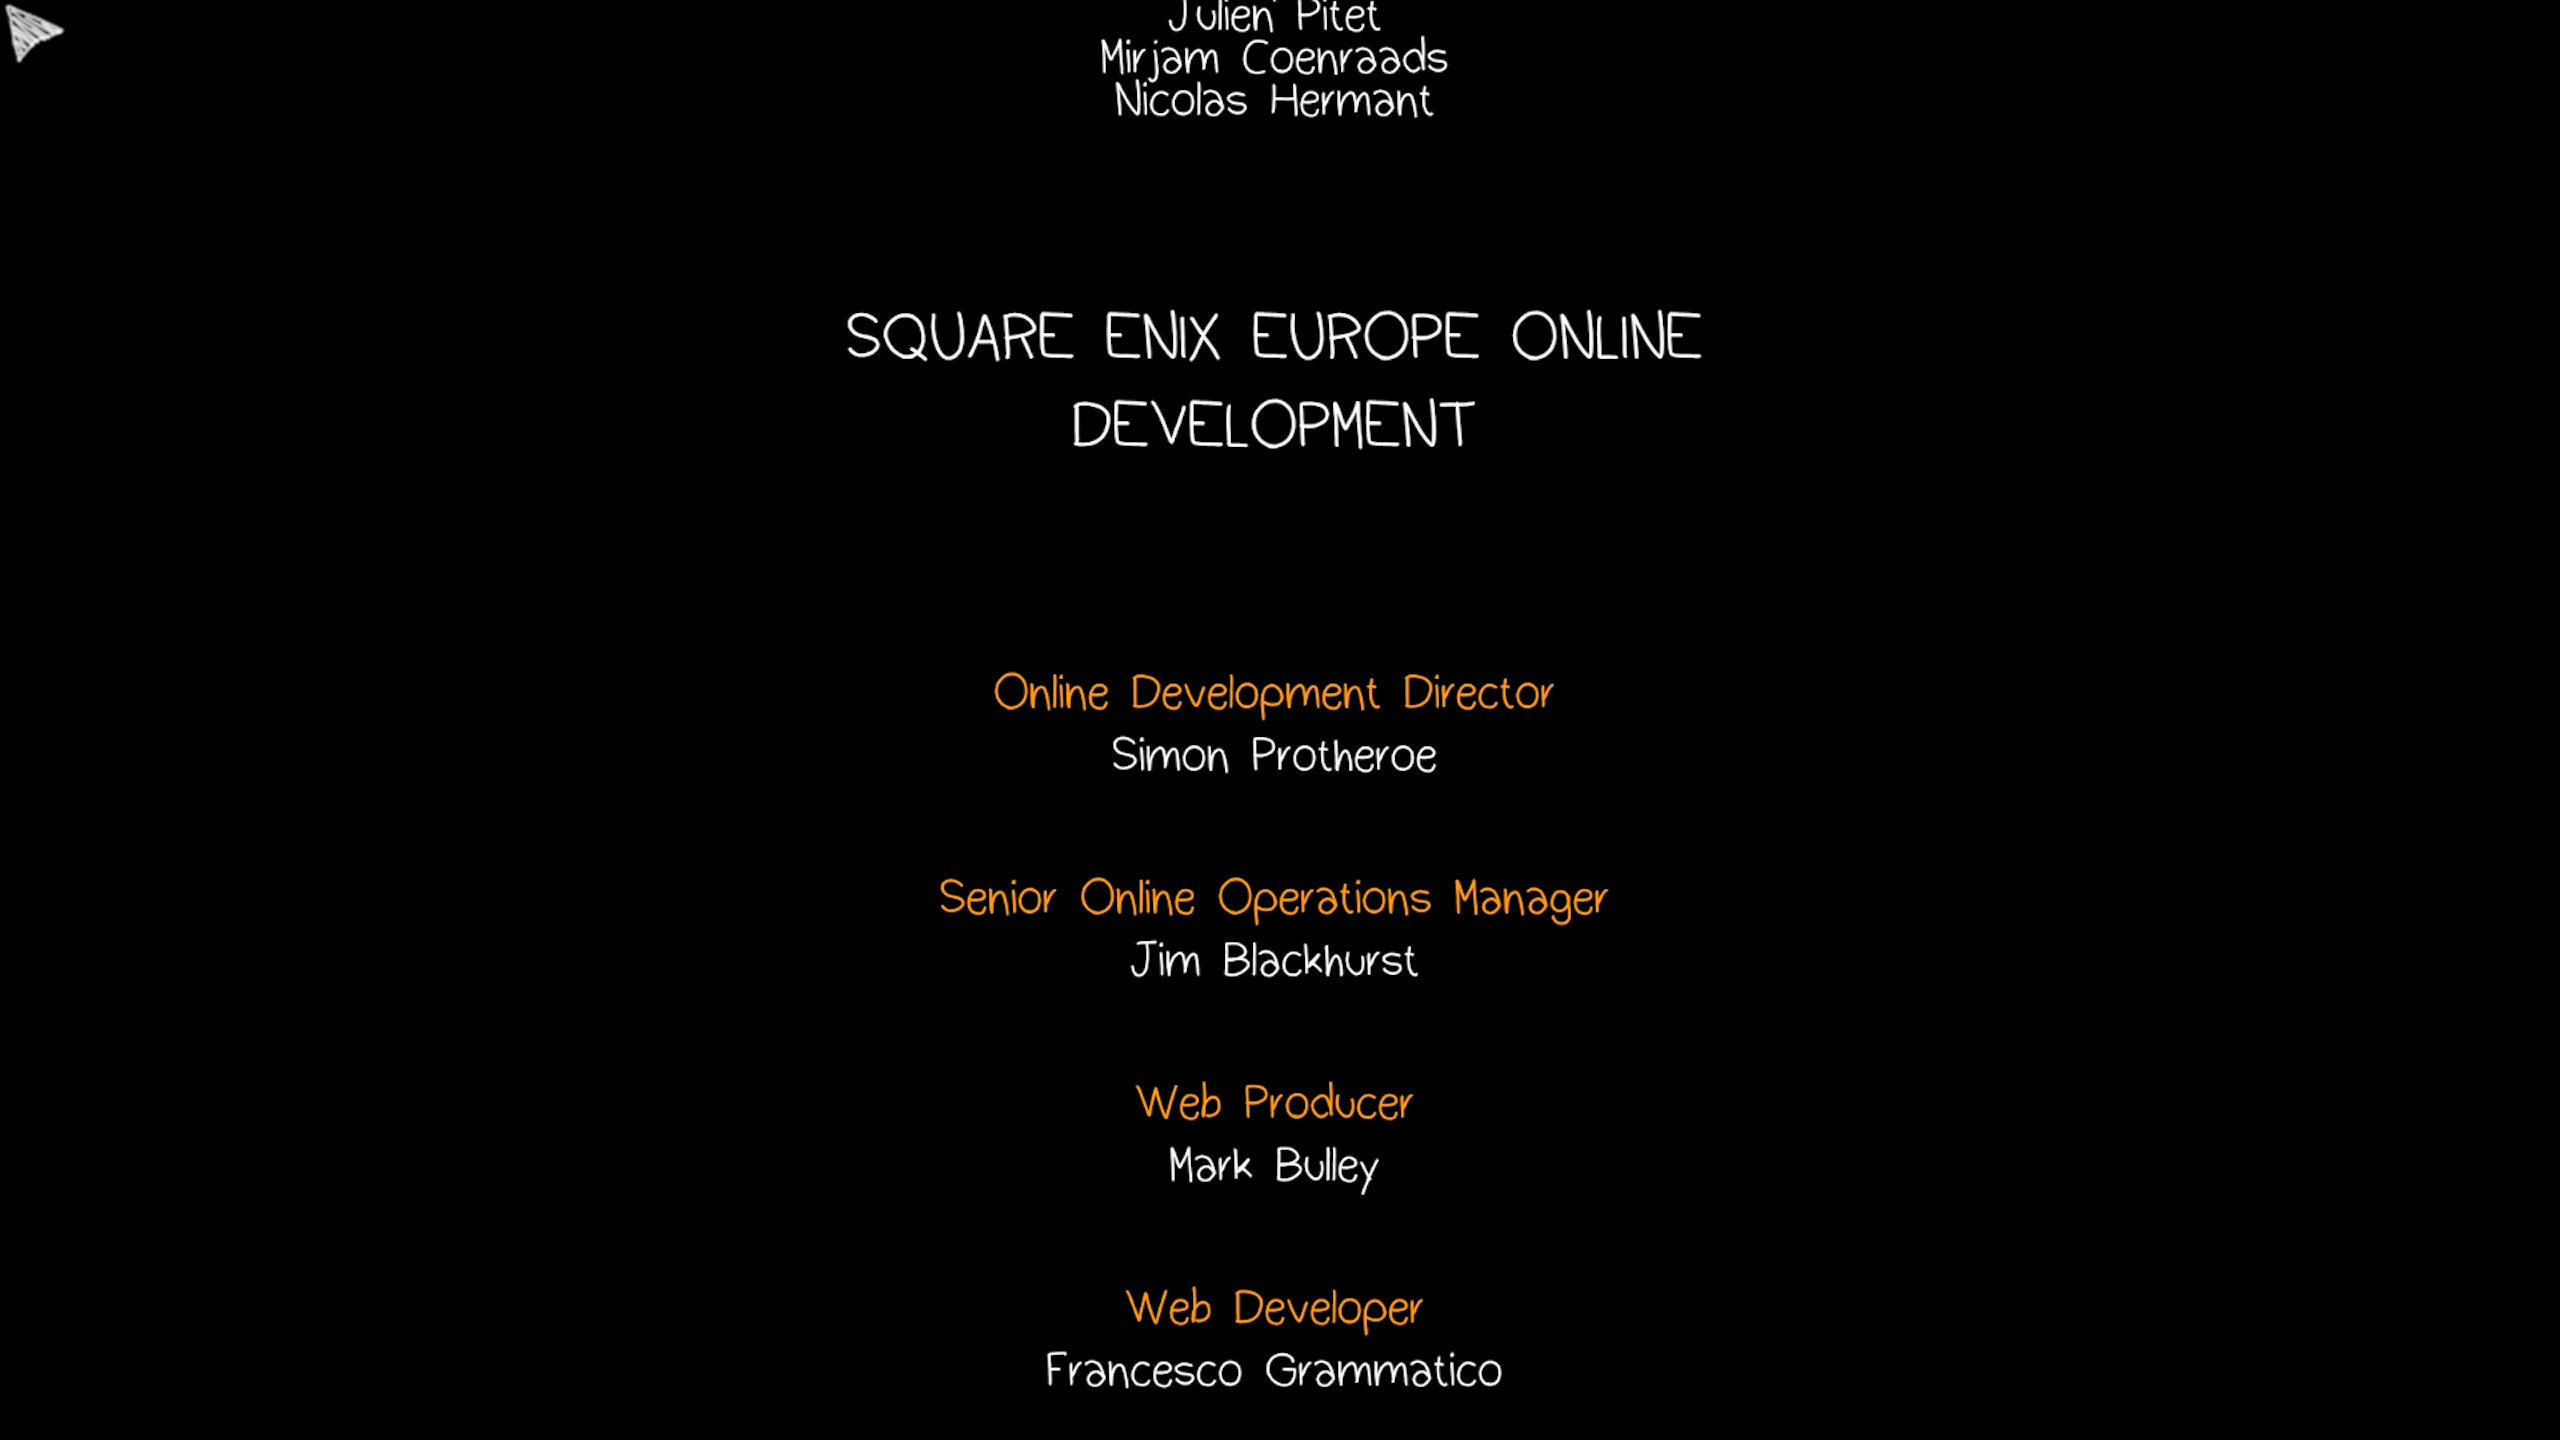 Julien Pitet
Mirjam Coenraads
Nicolas Hermant
SQUARE ENIX EUROPE ONLINE
DEVELOPMENT
Online Development Director
Simon Protheroe
Senior Online Operations Manager
Jim Blackhurst
Web Producer
Mark Bulley
Web Developer
Francesco Grammatico